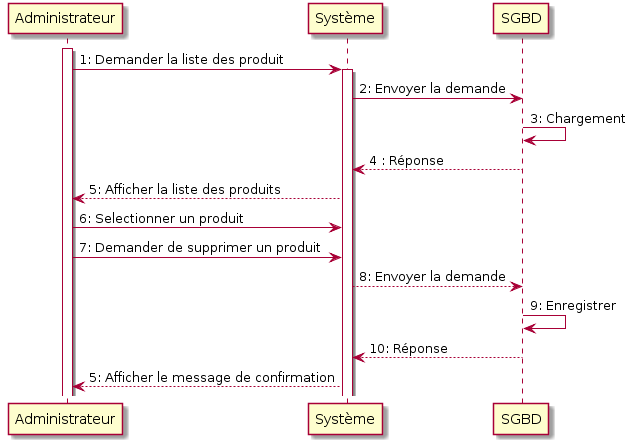 Administrateur Système SGBD
1: Demander la liste des produit
2: Envoyer la demande
3: Chargement
4 : Réponse
5: Afficher la liste des produits
6: Selectionner un produit
7: Demander de supprimer un produit
8: Envoyer la demande
9: Enregistrer
10: Réponse
5: Afficher le message de confirmation
Administrateur Système SGBD